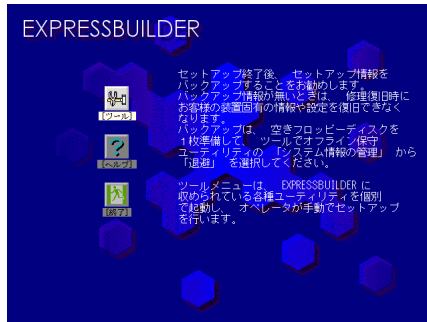 EXPRESSBUILDER
セットアップ終了後、 セットアップ情報を
バックアップすることをお勧めします。
バックアップ情報が無いときは、 修理復旧時に
お客様の装置固有の情報や設定を復旧できなく
なります。
バックアップは、 空きフロッピーディスクを
1枚準備して、 ツールでオフライン保守
ユーティリティの 「システム情報の管理」 から
「退避」 を選択してください。
[ツール]
[ヘルプ]
[終了]
ツールメニューは、 EXPRESSBUILDER に
収められている各種ユーティリティを個別
で起動し、 オペレータが手動でセットアップ
を行います。